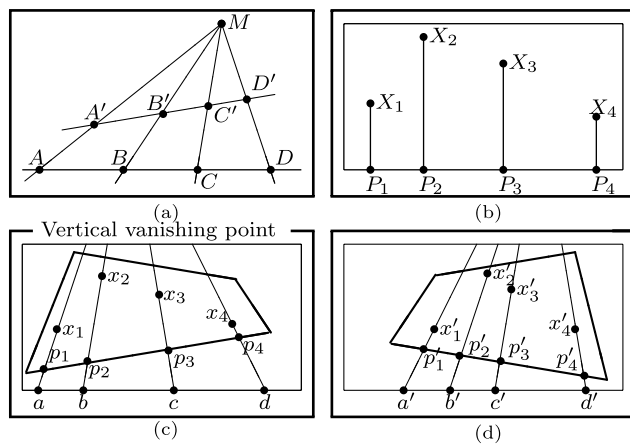 M
A′ B′ C′ D′
A B C D
(a)
X₁ X₂ X₃ X₄
P₁ P₂ P₃ P₄
(b)
Vertical vanishing point
x₁ x₂ x₃ x₄
p₁ p₂ p₃ p₄
a b c d
(c)
x′₁ x′₂ x′₃ x′₄
p′₁ p′₂ p′₃ p′₄
a′ b′ c′ d′
(d)